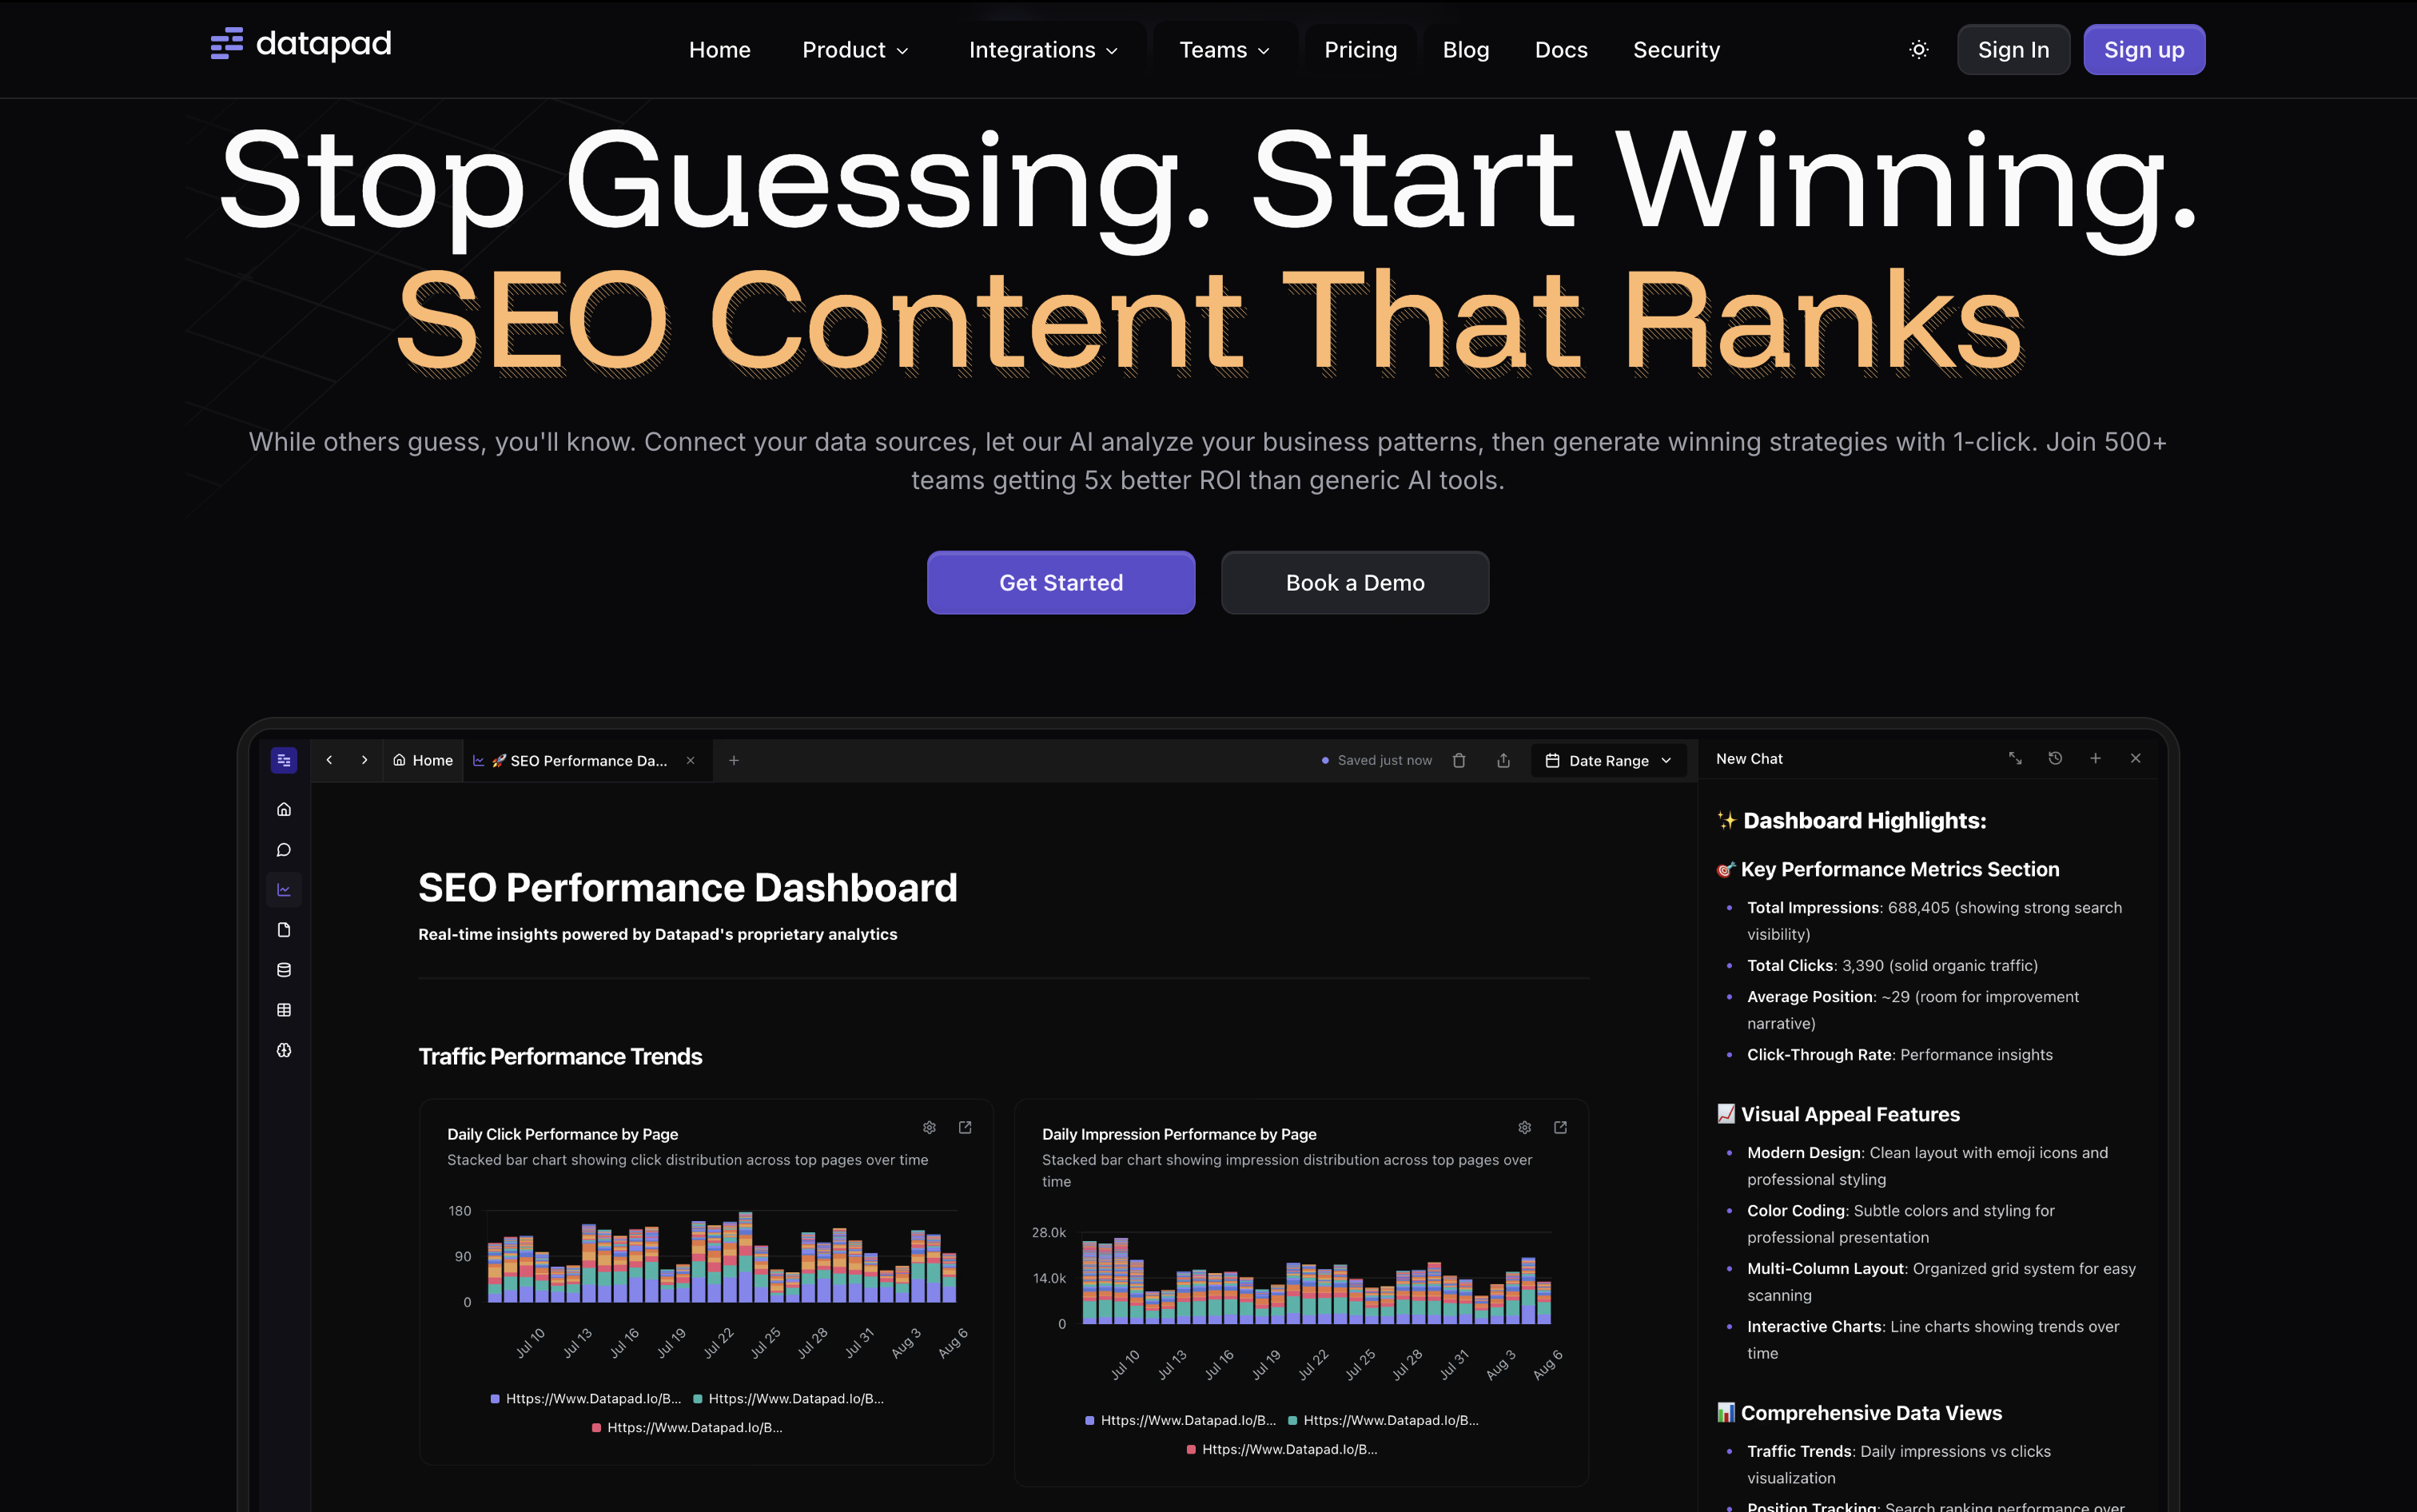 datapad
Home Product Integrations Teams Pricing Blog Docs Security
Sign In Sign up
Stop Guessing. Start Winning.
SEO Content That Ranks
While others guess, you'll know. Connect your data sources, let our AI analyze your business patterns, then generate winning strategies with 1-click. Join 500+
teams getting 5x better ROI than generic AI tools.
Get Started Book a Demo
Home 🚀 SEO Performance Da... Saved just now Date Range
SEO Performance Dashboard
Real-time insights powered by Datapad's proprietary analytics
Traffic Performance Trends
Daily Click Performance by Page
Stacked bar chart showing click distribution across top pages over time
180
90
0
Jul 10 Jul 13 Jul 16 Jul 19 Jul 22 Jul 25 Jul 28 Jul 31 Aug 3 Aug 6
Https://Www.Datapad.Io/B... Https://Www.Datapad.Io/B...
Https://Www.Datapad.Io/B...
Daily Impression Performance by Page
Stacked bar chart showing impression distribution across top pages over
time
28.0k
14.0k
0
Jul 10 Jul 13 Jul 16 Jul 19 Jul 22 Jul 25 Jul 28 Jul 31 Aug 3 Aug 6
Https://Www.Datapad.Io/B... Https://Www.Datapad.Io/B...
Https://Www.Datapad.Io/B...
New Chat
✨ Dashboard Highlights:
🎯 Key Performance Metrics Section
• Total Impressions: 688,405 (showing strong search
visibility)
• Total Clicks: 3,390 (solid organic traffic)
• Average Position: ~29 (room for improvement
narrative)
• Click-Through Rate: Performance insights
📈 Visual Appeal Features
• Modern Design: Clean layout with emoji icons and
professional styling
• Color Coding: Subtle colors and styling for
professional presentation
• Multi-Column Layout: Organized grid system for easy
scanning
• Interactive Charts: Line charts showing trends over
time
📊 Comprehensive Data Views
• Traffic Trends: Daily impressions vs clicks
visualization
• Position Tracking: Search ranking performance over